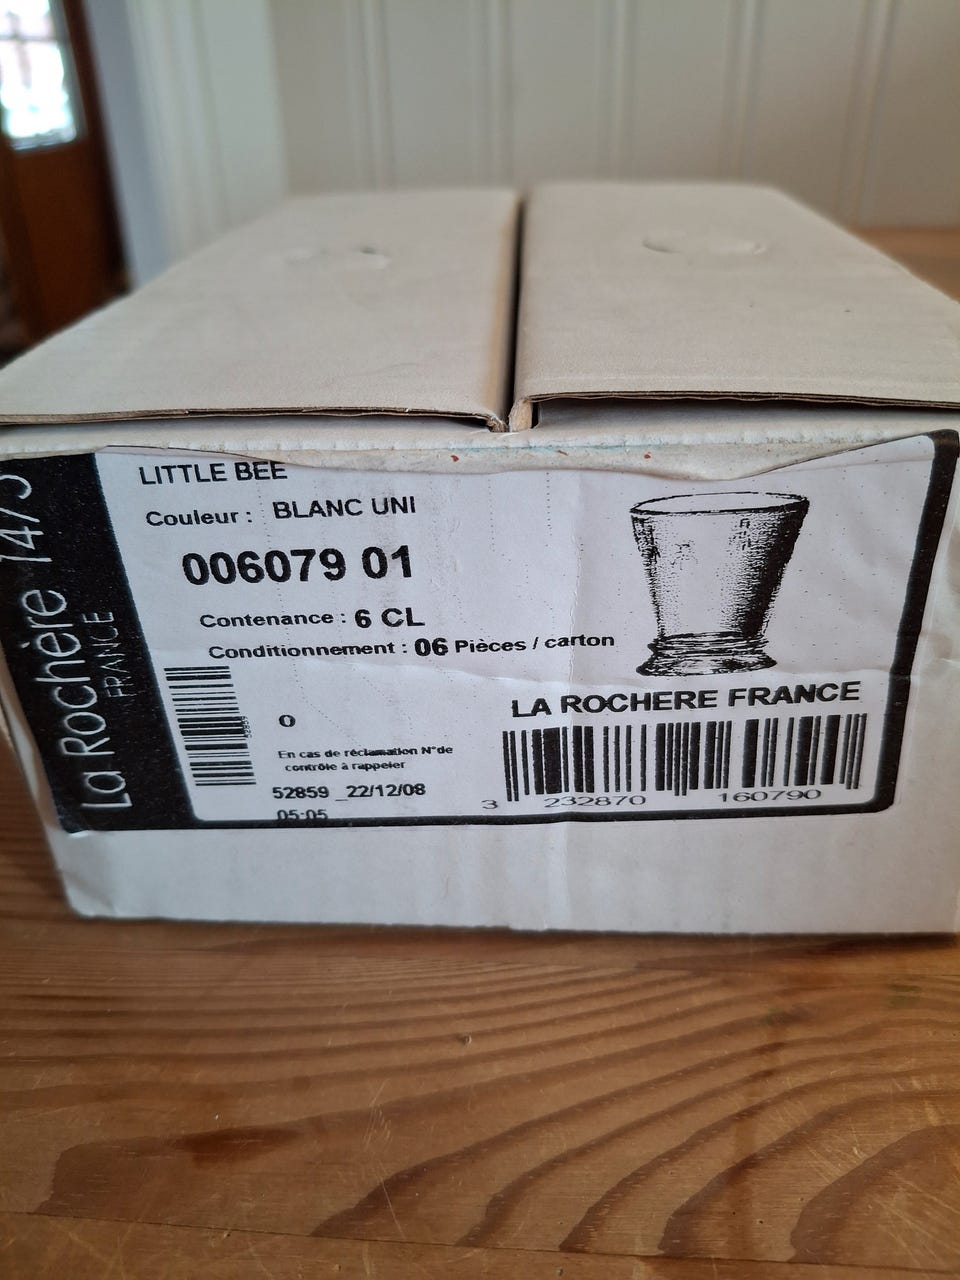 LITTLE BEE
Couleur : BLANC UNI
006079 01
Contenance : 6 CL
Conditionnement : 06 Pièces / carton
LA ROCHERE FRANCE
0
En cas de réclamation N°de
contrôle à rappeler
52859 _22/12/08
05:05
3 232870 160790
La Rochère 1475
FRANCE